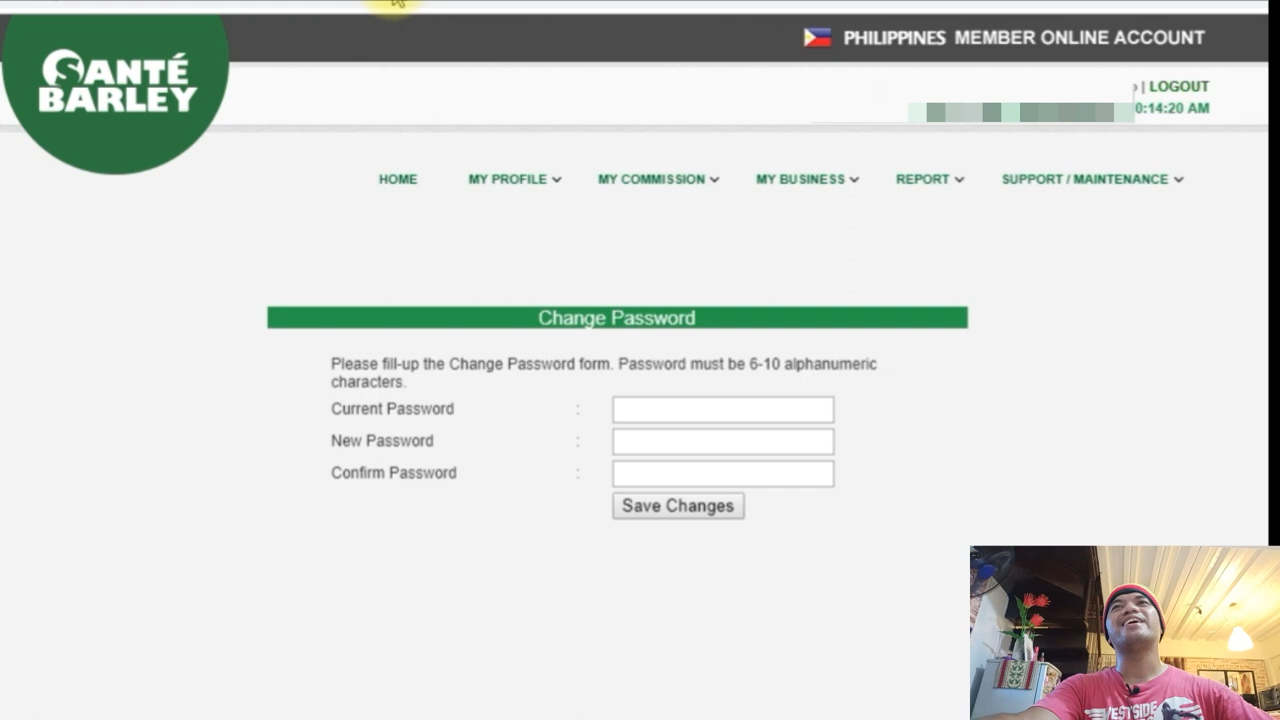 SANTÉ
BARLEY
PHILIPPINES MEMBER ONLINE ACCOUNT
| LOGOUT
0:14:20 AM
HOME MY PROFILE MY COMMISSION MY BUSINESS REPORT SUPPORT / MAINTENANCE
Change Password
Please fill-up the Change Password form. Password must be 6-10 alphanumeric
characters.
Current Password :
New Password :
Confirm Password :
Save Changes
WESTSIDE